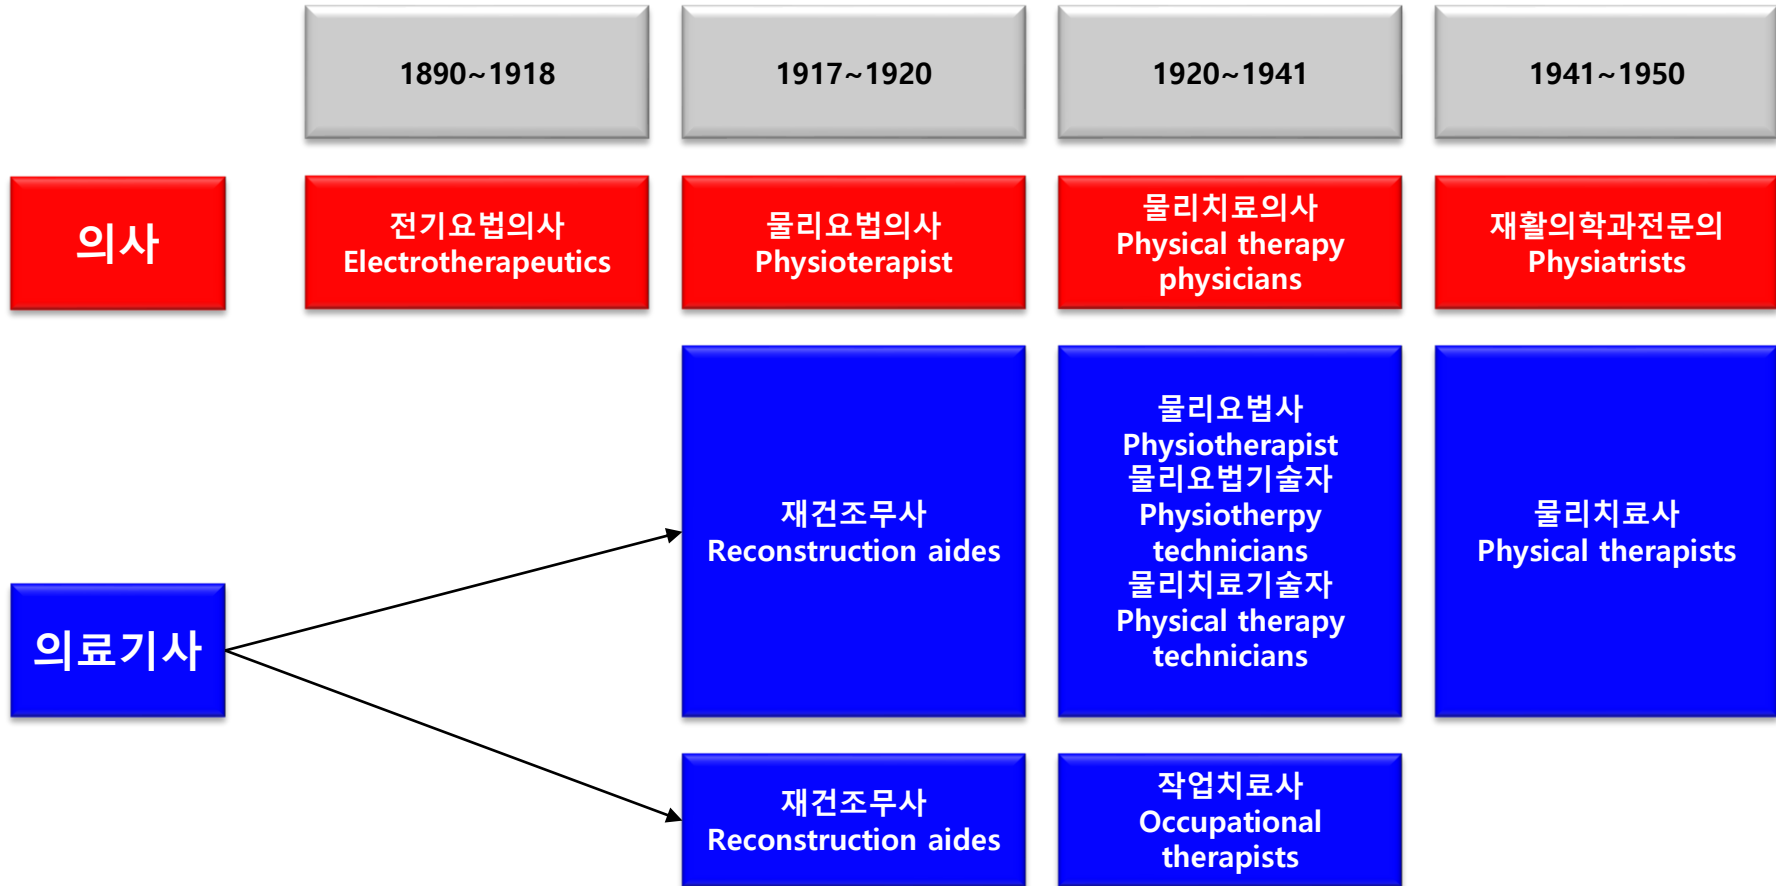 1890~1918
1917~1920
1920~1941
1941~1950
의사
전기요법의사
Electrotherapeutics
물리요법의사
Physioterapist
물리치료의사
Physical therapy
physicians
재활의학과전문의
Physiatrists
의료기사
재건조무사
Reconstruction aides
물리요법사
Physiotherapist
물리요법기술자
Physiotherpy
technicians
물리치료기술자
Physical therapy
technicians
물리치료사
Physical therapists
재건조무사
Reconstruction aides
작업치료사
Occupational
therapists